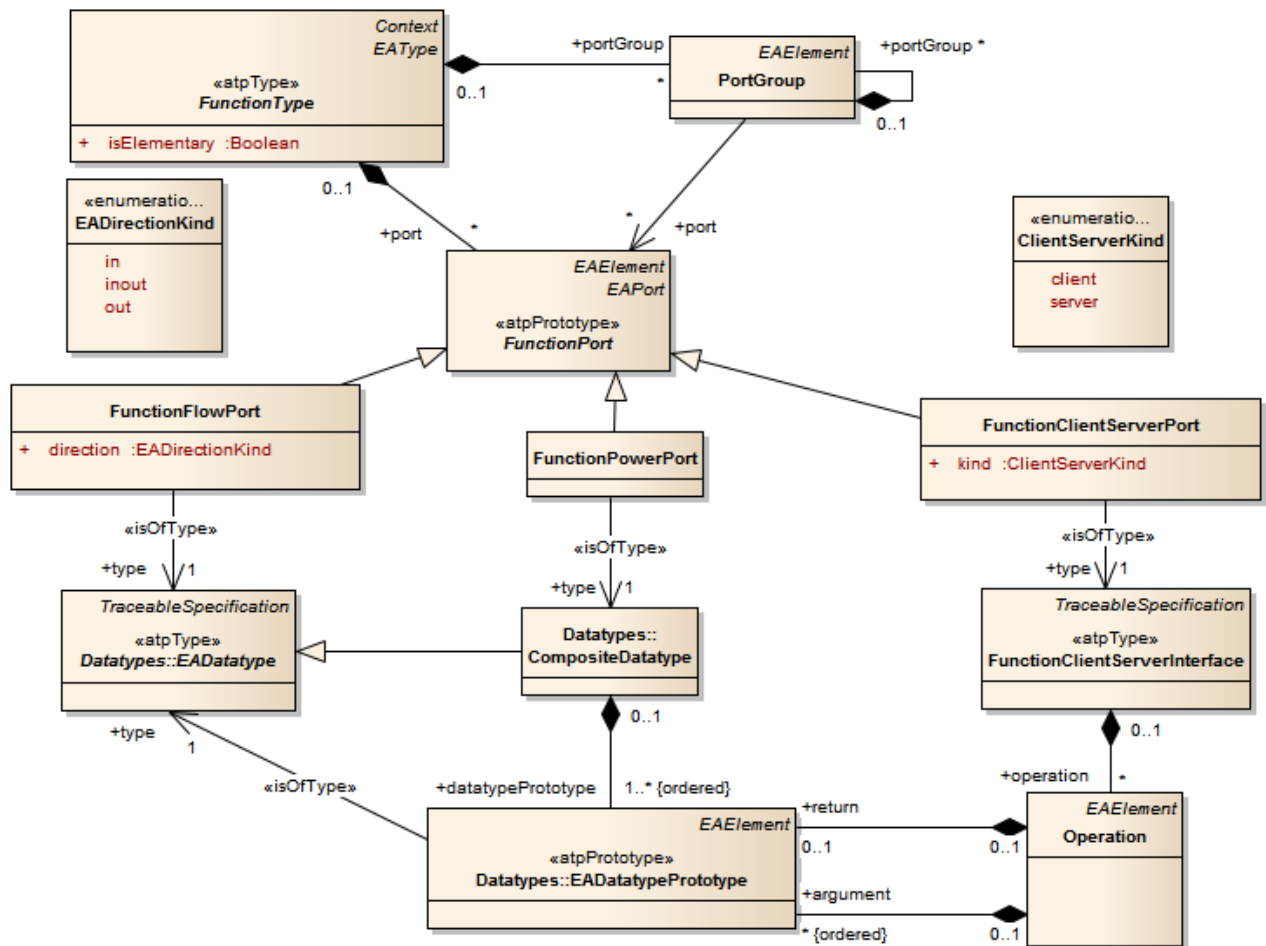 Context
EAType
«atpType»
FunctionType
+ isElementary :Boolean
+portGroup
*
0..1
EAElement
PortGroup
+portGroup *
0..1
0..1
+port
*
*
+port
«enumeratio...
EADirectionKind
in
inout
out
«enumeratio...
ClientServerKind
client
server
EAElement
EAPort
«atpPrototype»
FunctionPort
FunctionFlowPort
+ direction :EADirectionKind
FunctionPowerPort
FunctionClientServerPort
+ kind :ClientServerKind
«isOfType»
+type
1
«isOfType»
+type
1
«isOfType»
+type
1
TraceableSpecification
«atpType»
Datatypes::EADatatype
Datatypes::
CompositeDatatype
TraceableSpecification
«atpType»
FunctionClientServerInterface
+type
1
«isOfType»
0..1
+datatypePrototype
1..* {ordered}
0..1
+operation
*
EAElement
«atpPrototype»
Datatypes::EADatatypePrototype
+return
0..1
0..1
+argument
* {ordered}
0..1
EAElement
Operation